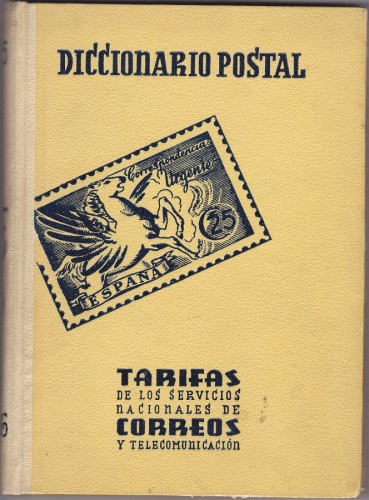 DICCIONARIO POSTAL
Correspondencia
Urgente
25
ESPAÑA
TARIFAS
DE LOS SERVICIOS
NACIONALES DE
CORREOS
Y TELECOMUNICACIÓN